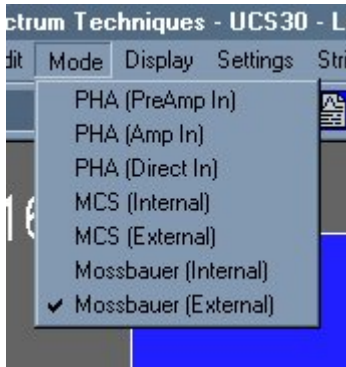 ctrum Techniques - UCS30 - L
dit Mode Display Settings Stri
PHA (PreAmp In)
PHA (Amp In)
PHA (Direct In)
MCS (Internal)
MCS (External)
Mossbauer (Internal)
Mossbauer (External)
16